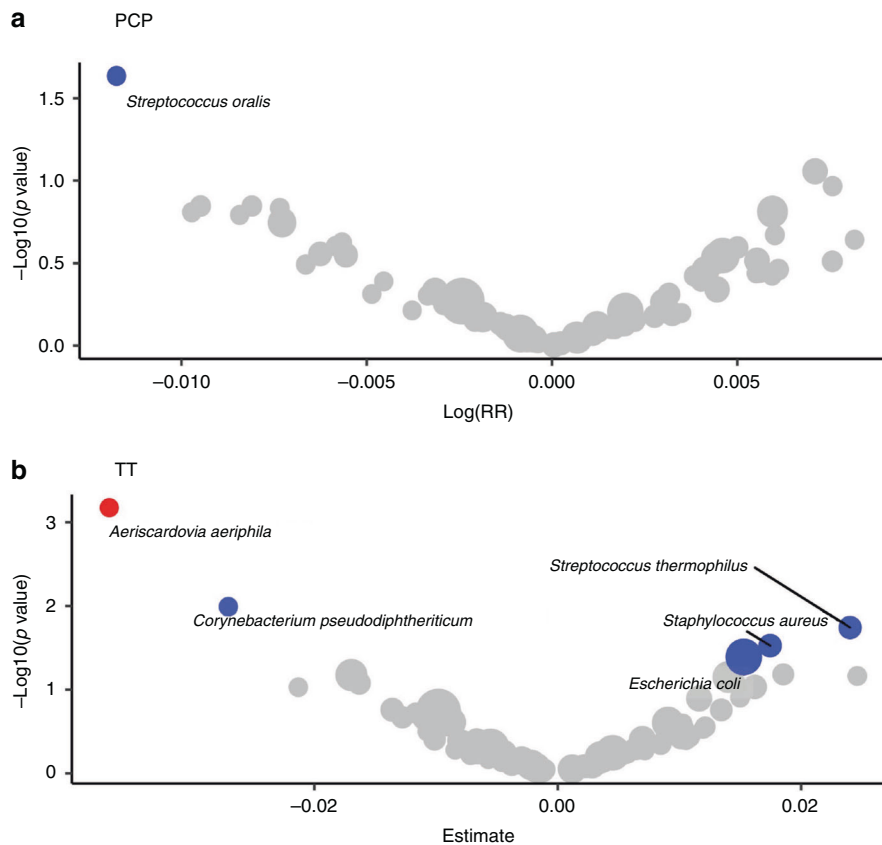 a PCP
1.5
1.0
0.5
0.0
−Log10(p value)
Streptococcus oralis
−0.010 −0.005 0.000 0.005
Log(RR)
b TT
3
2
1
0
−Log10(p value)
Aeriscardovia aeriphila
Streptococcus thermophilus
Corynebacterium pseudodiphtheriticum
Staphylococcus aureus
Escherichia coli
−0.02 0.00 0.02
Estimate